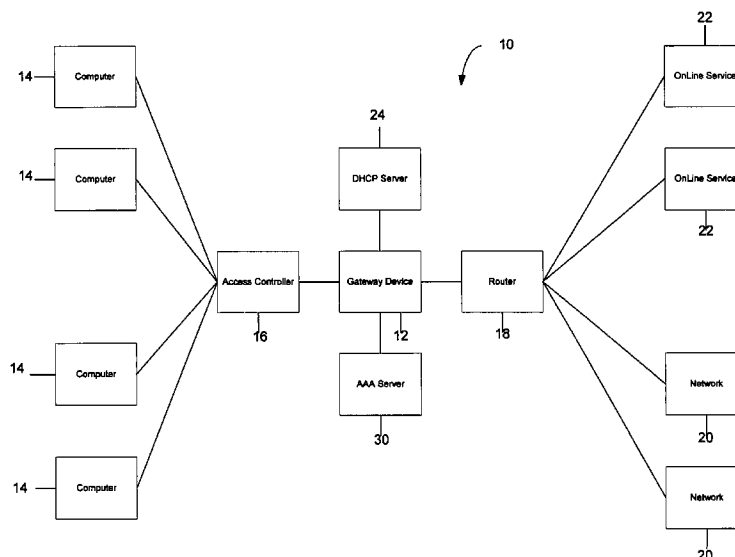 22
10
14
Computer
OnLine Service
24
14
Computer
DHCP Server
OnLine Service
22
Access Controller
Gateway Device
Router
16
12
18
14
Computer
AAA Server
Network
30
20
14
Computer
Network
20